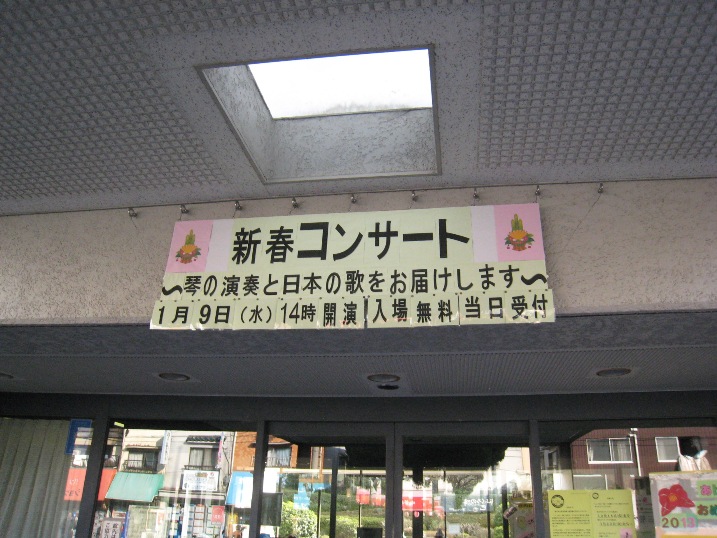 新春コンサート
〜琴の演奏と日本の歌をお届けします〜
1月9日(水) 14時 開演 入場 無料 当日 受付
2013